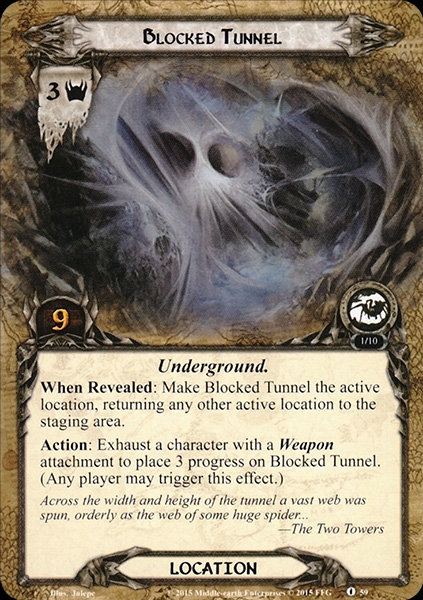 BLOCKED TUNNEL
3
9
1/10
Underground.
When Revealed: Make Blocked Tunnel the active
location, returning any other active location to the
staging area.
Action: Exhaust a character with a Weapon
attachment to place 3 progress on Blocked Tunnel.
(Any player may trigger this effect.)
Across the width and height of the tunnel a vast web was
spun, orderly as the web of some huge spider...
—The Two Towers
LOCATION
Illus. Julepe © 2015 Middle-earth Enterprises © 2015 FFG 59